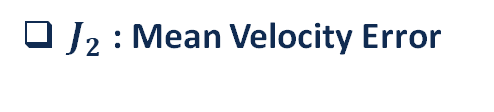 ❑ J₂ : Mean Velocity Error